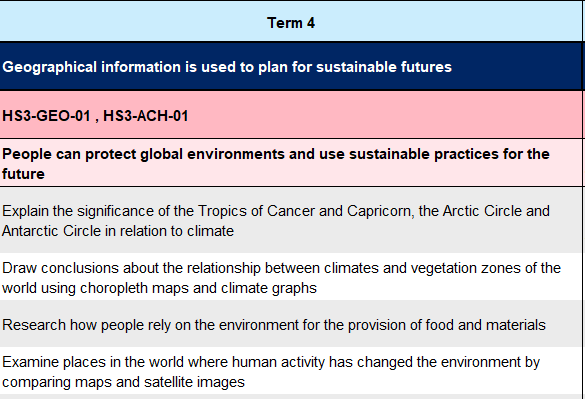 Term 4
Geographical information is used to plan for sustainable futures
HS3-GEO-01 , HS3-ACH-01
People can protect global environments and use sustainable practices for the
future
Explain the significance of the Tropics of Cancer and Capricorn, the Arctic Circle and
Antarctic Circle in relation to climate
Draw conclusions about the relationship between climates and vegetation zones of the
world using choropleth maps and climate graphs
Research how people rely on the environment for the provision of food and materials
Examine places in the world where human activity has changed the environment by
comparing maps and satellite images